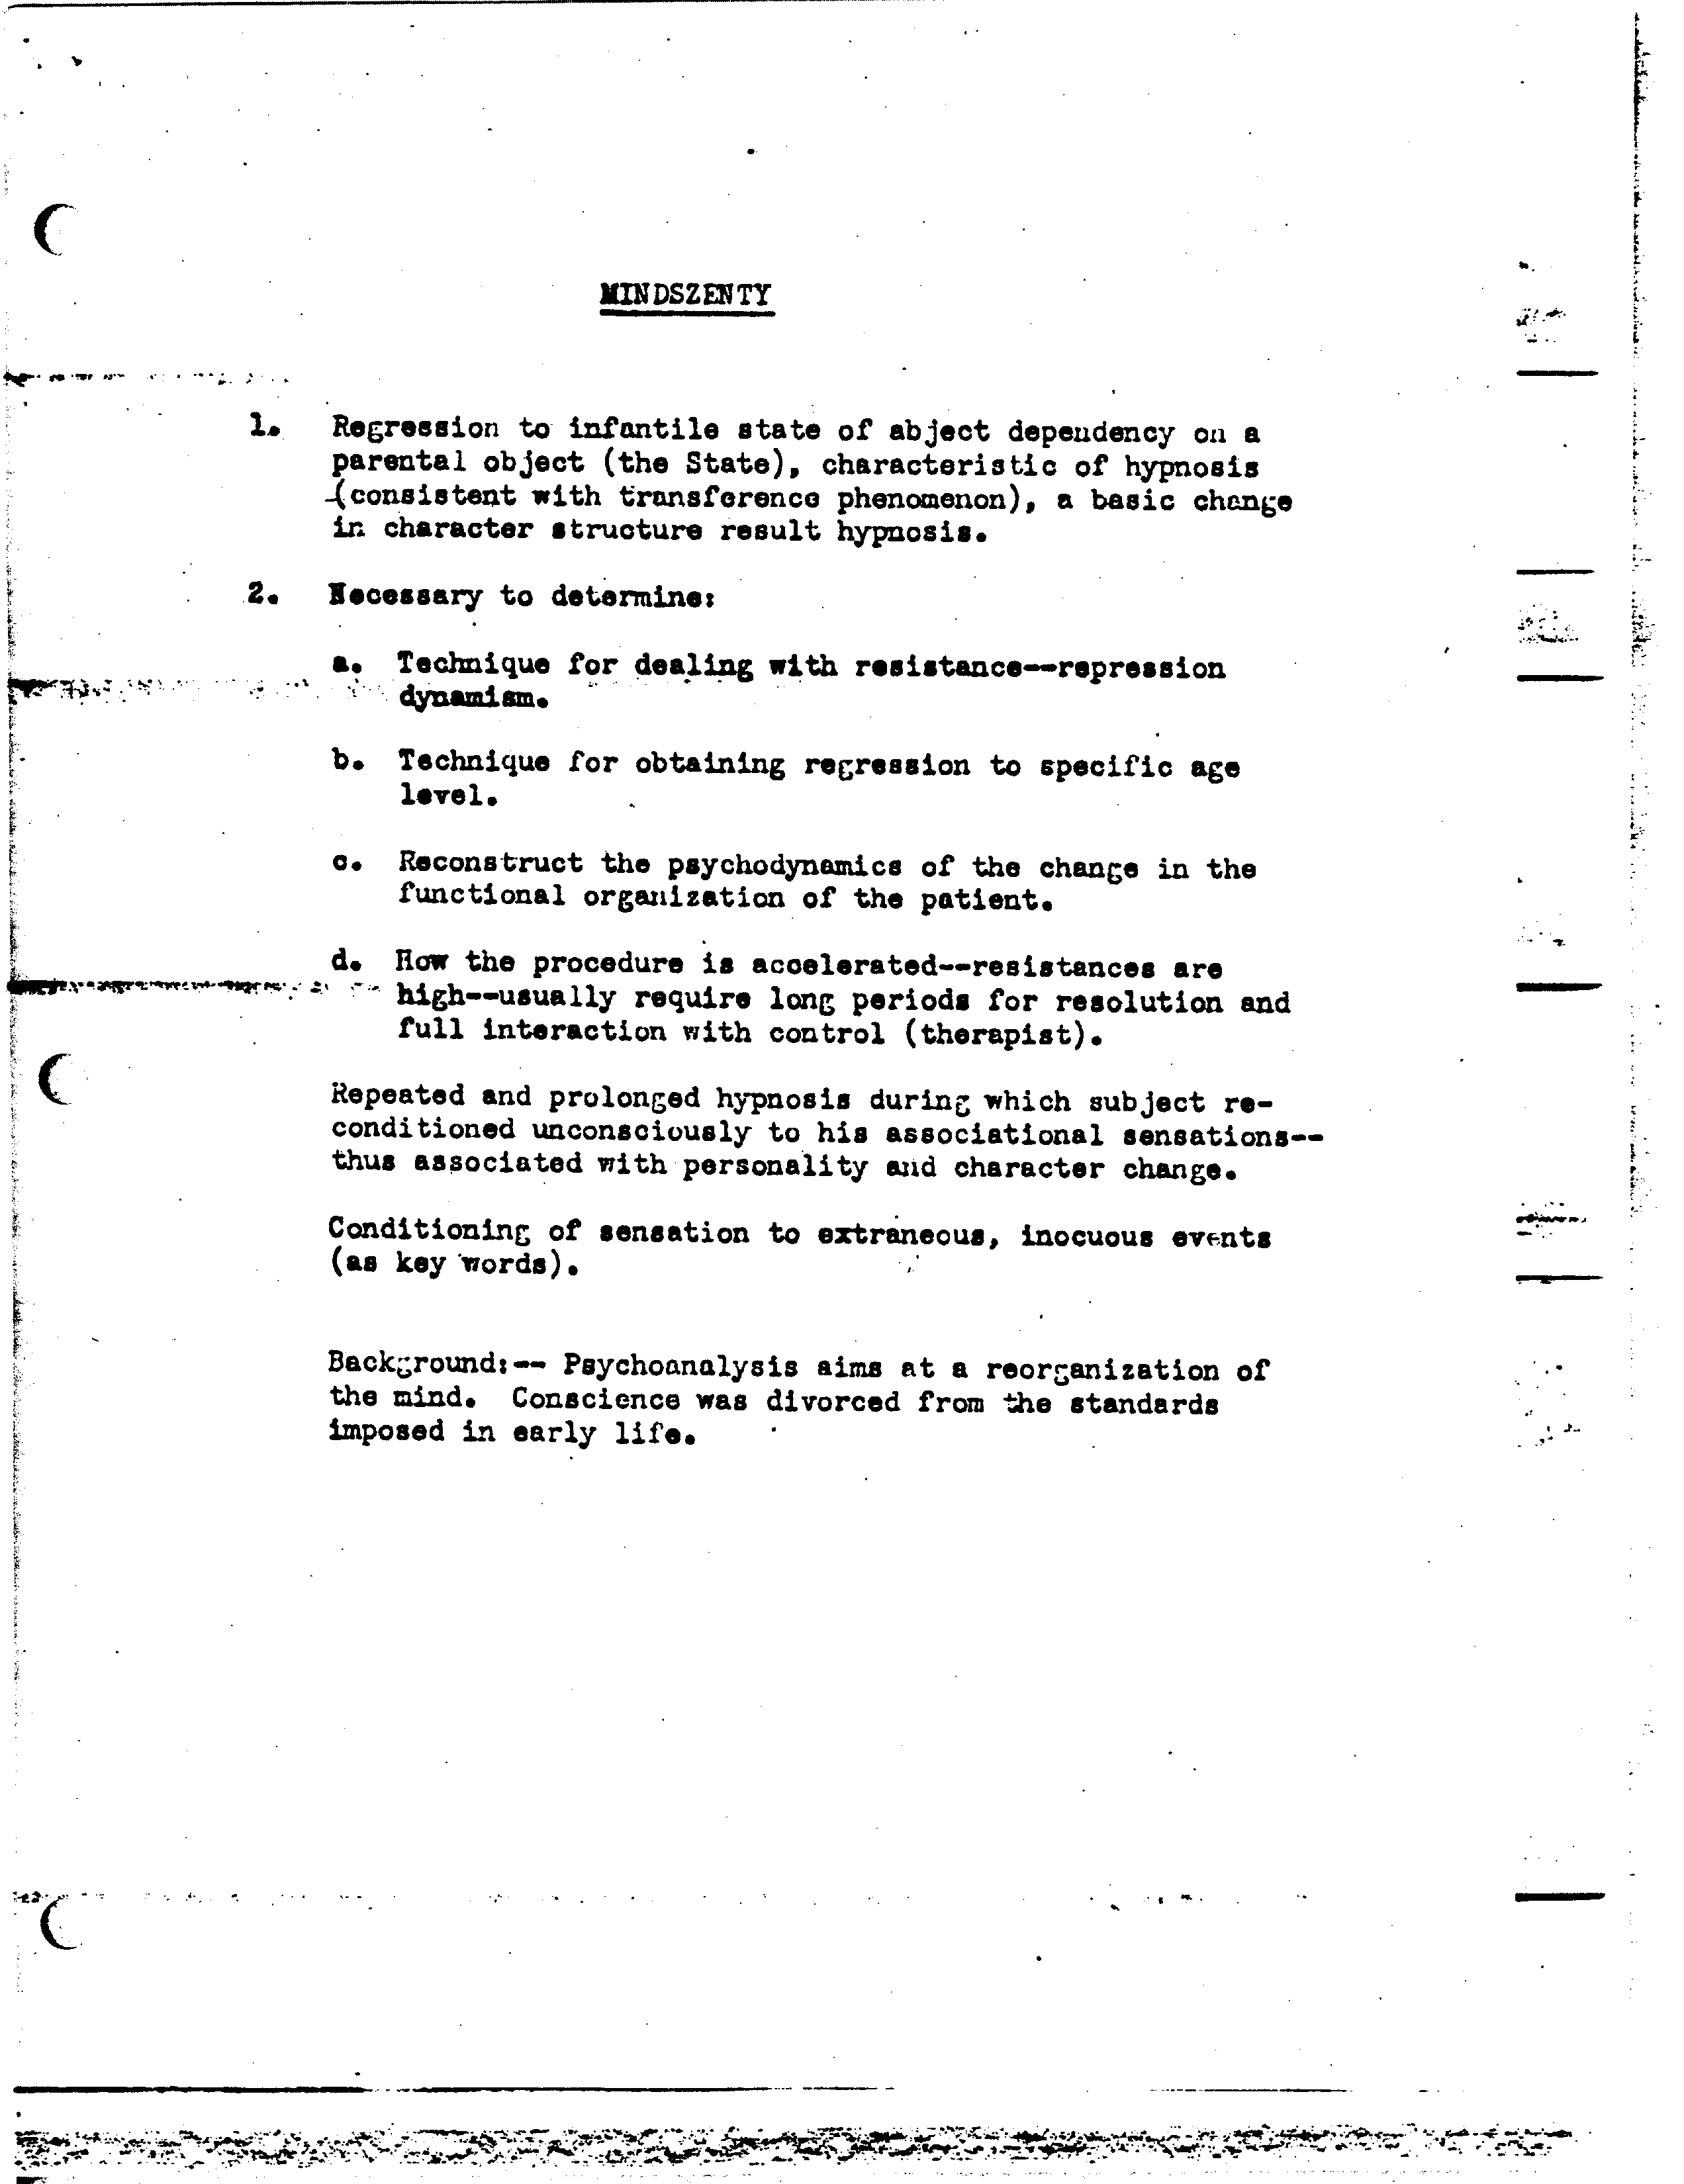 MINDSZENTY
1. Regression to infantile state of abject dependency on a
parental object (the State), characteristic of hypnosis
(consistent with transference phenomenon), a basic change
in character structure result hypnosis.
2. Necessary to determine:
a. Technique for dealing with resistance--repression
dynamism.
b. Technique for obtaining regression to specific age
level.
c. Reconstruct the psychodynamics of the change in the
functional organization of the patient.
d. How the procedure is accelerated--resistances are
high--usually require long periods for resolution and
full interaction with control (therapist).
Repeated and prolonged hypnosis during which subject re-
conditioned unconsciously to his associational sensations--
thus associated with personality and character change.
Conditioning of sensation to extraneous, inocuous events
(as key words).
Background:-- Psychoanalysis aims at a reorganization of
the mind. Conscience was divorced from the standards
imposed in early life.